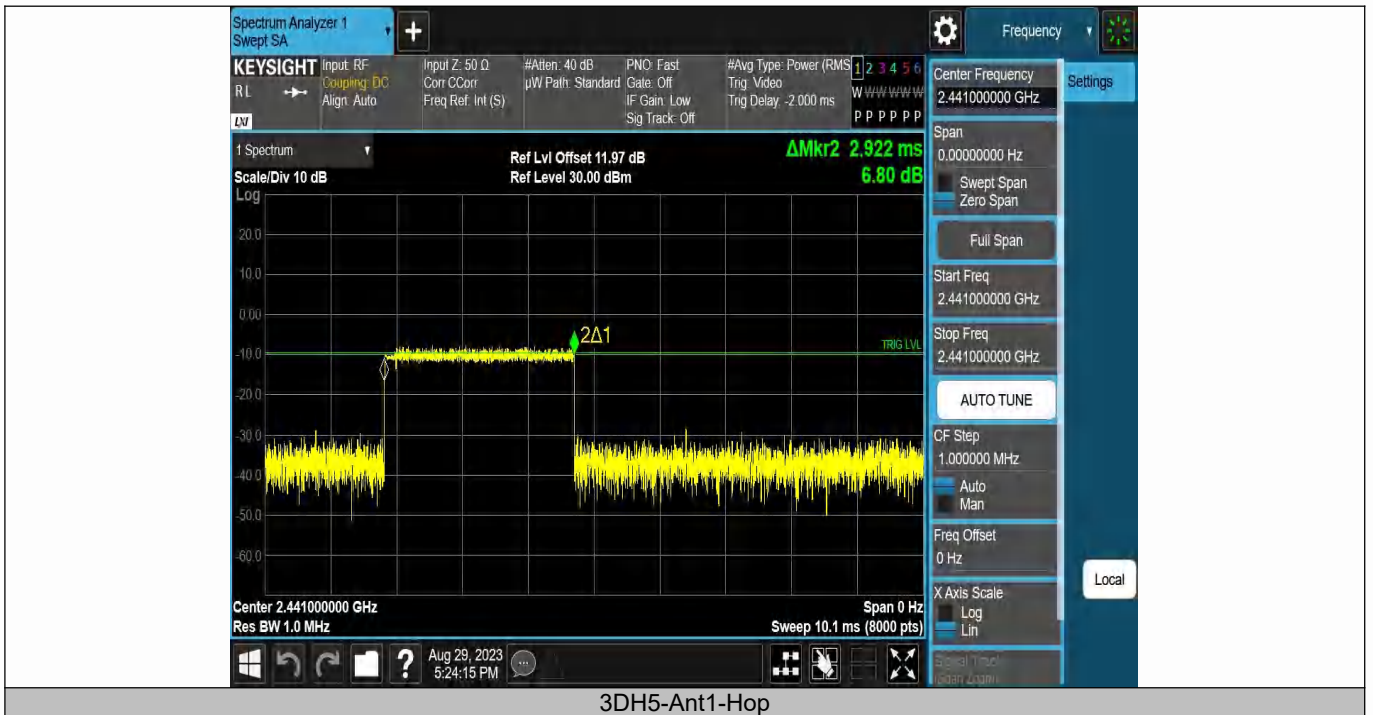 Spectrum Analyzer 1
Swept SA
+
Frequency
KEYSIGHT
RL
LXI
Input: RF
Coupling: DC
Align: Auto
Input Z: 50 Ω
Corr CCorr
Freq Ref: Int (S)
#Atten: 40 dB
µW Path: Standard
PNO: Fast
Gate: Off
IF Gain: Low
Sig Track: Off
#Avg Type: Power (RMS
Trig: Video
Trig Delay: -2.000 ms
1 2 3 4 5 6
W W W W W W
P P P P P P
Center Frequency
2.441000000 GHz
Settings
Span
0.00000000 Hz
Swept Span
Zero Span
Full Span
Start Freq
2.441000000 GHz
Stop Freq
2.441000000 GHz
AUTO TUNE
CF Step
1.000000 MHz
Auto
Man
Freq Offset
0 Hz
X Axis Scale
Log
Lin
Signal Track
(Span Zoom)
Local
1 Spectrum
Scale/Div 10 dB
Log
Ref Lvl Offset 11.97 dB
Ref Level 30.00 dBm
ΔMkr2 2.922 ms
6.80 dB
20.0
10.0
0.00
-10.0
-20.0
-30.0
-40.0
-50.0
-60.0
2Δ1
TRIG LVL
Center 2.441000000 GHz
Res BW 1.0 MHz
Span 0 Hz
Sweep 10.1 ms (8000 pts)
?
Aug 29, 2023
5:24:15 PM
3DH5-Ant1-Hop